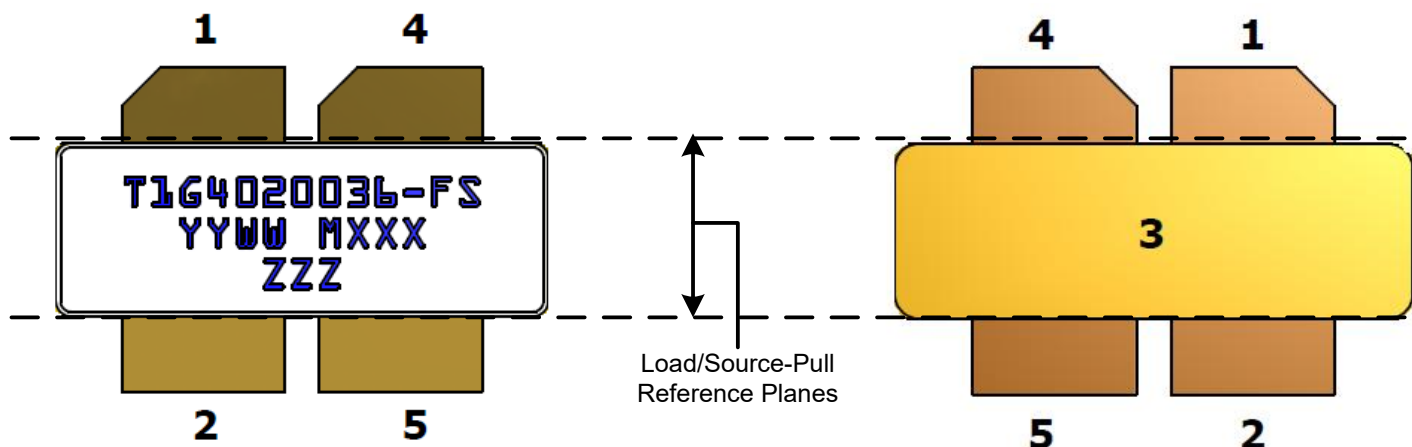 1 4
4 1
T1G4020036-FS
YYWW MXXX
ZZZ
3
Load/Source-Pull
Reference Planes
2 5
5 2